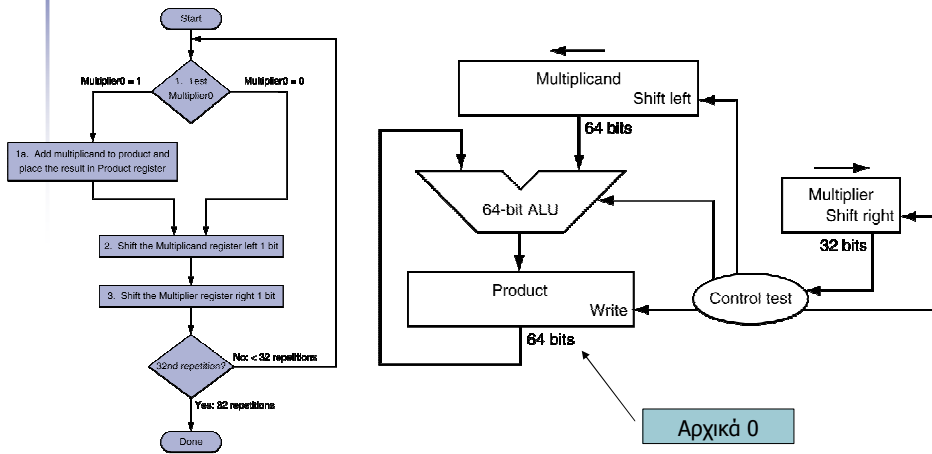 Start
Multiplier0 = 1
1. Test
Multiplier0
Multiplier0 = 0
1a. Add multiplicand to product and
place the result in Product register
2. Shift the Multiplicand register left 1 bit
3. Shift the Multiplier register right 1 bit
32nd repetition?
No: < 32 repetitions
Yes: 32 repetitions
Done
Multiplicand
Shift left
64 bits
64-bit ALU
Multiplier
Shift right
32 bits
Product
Write
Control test
64 bits
Αρχικά 0